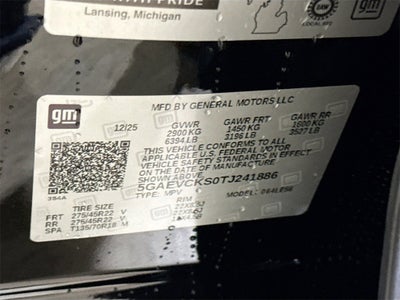 WITH PRIDE
Lansing, Michigan
gm
gm
MFD BY GENERAL MOTORS LLC
12/25 GVWR GAWR FRT GAWR RR
2900 KG 1450 KG 1600 KG
6394 LB 3196 LB 3527 LB
THIS VEHICLE CONFORMS TO ALL
APPLICABLE U.S. FEDERAL MOTOR
VEHICLE SAFETY STANDARDS IN EFFECT
ON THE DATE OF MANUFACTURE
SHOWN ABOVE.
5GAEVCKS0TJ241886
TYPE: MPV MODEL:
TIRE SIZE RIM
FRT 275/45R22 V
RR 275/45R22 V
SPA T135/70R18 M